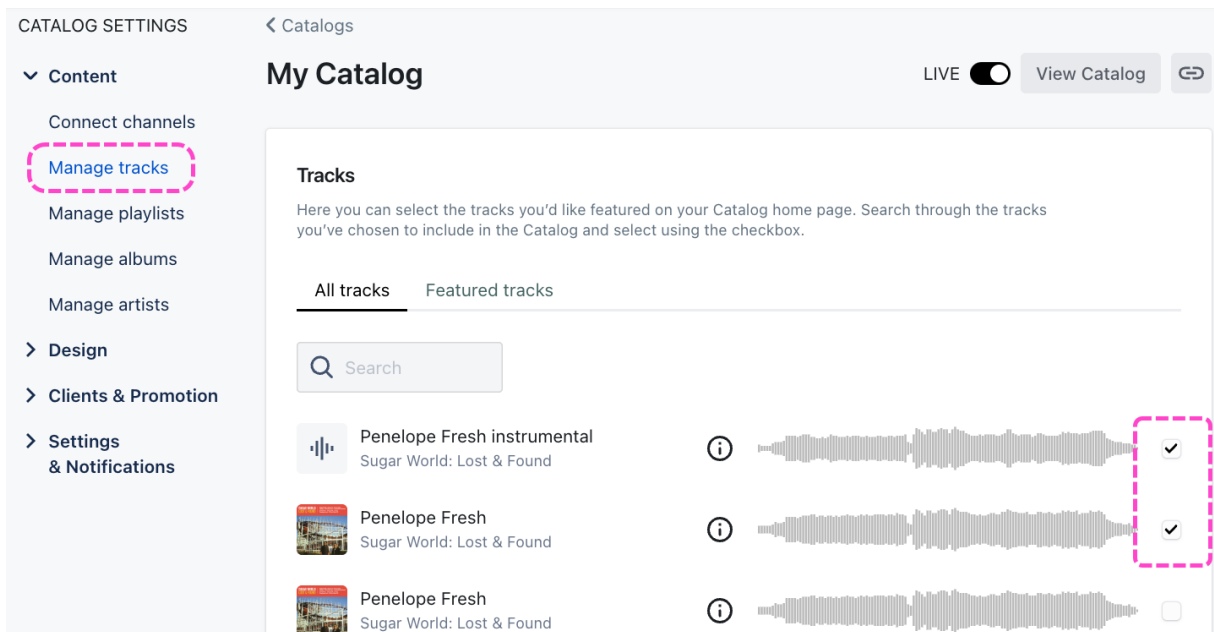 CATALOG SETTINGS
Content
Connect channels
Manage tracks
Manage playlists
Manage albums
Manage artists
Design
Clients & Promotion
Settings
& Notifications
Catalogs
My Catalog
LIVE
View Catalog
Tracks
Here you can select the tracks you'd like featured on your Catalog home page. Search through the tracks
you've chosen to include in the Catalog and select using the checkbox.
All tracks
Featured tracks
Search
Penelope Fresh instrumental
Sugar World: Lost & Found
Penelope Fresh
Sugar World: Lost & Found
Penelope Fresh
Sugar World: Lost & Found